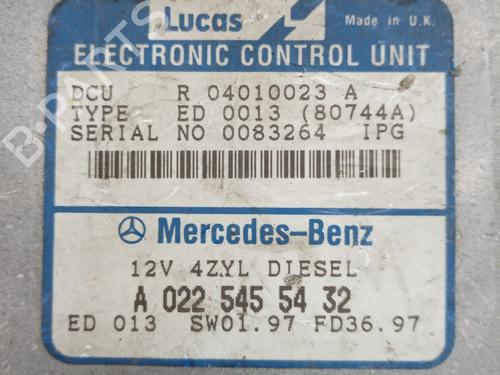 Lucas
Made in U.K.
ELECTRONIC CONTROL UNIT
DCU R 04010023 A
TYPE ED 0013 (80744A)
SERIAL NO 0083264 IPG
Mercedes-Benz
12V 4ZYL DIESEL
A 022 545 54 32
ED 013 SW01.97 FD36.97
B-PARTS